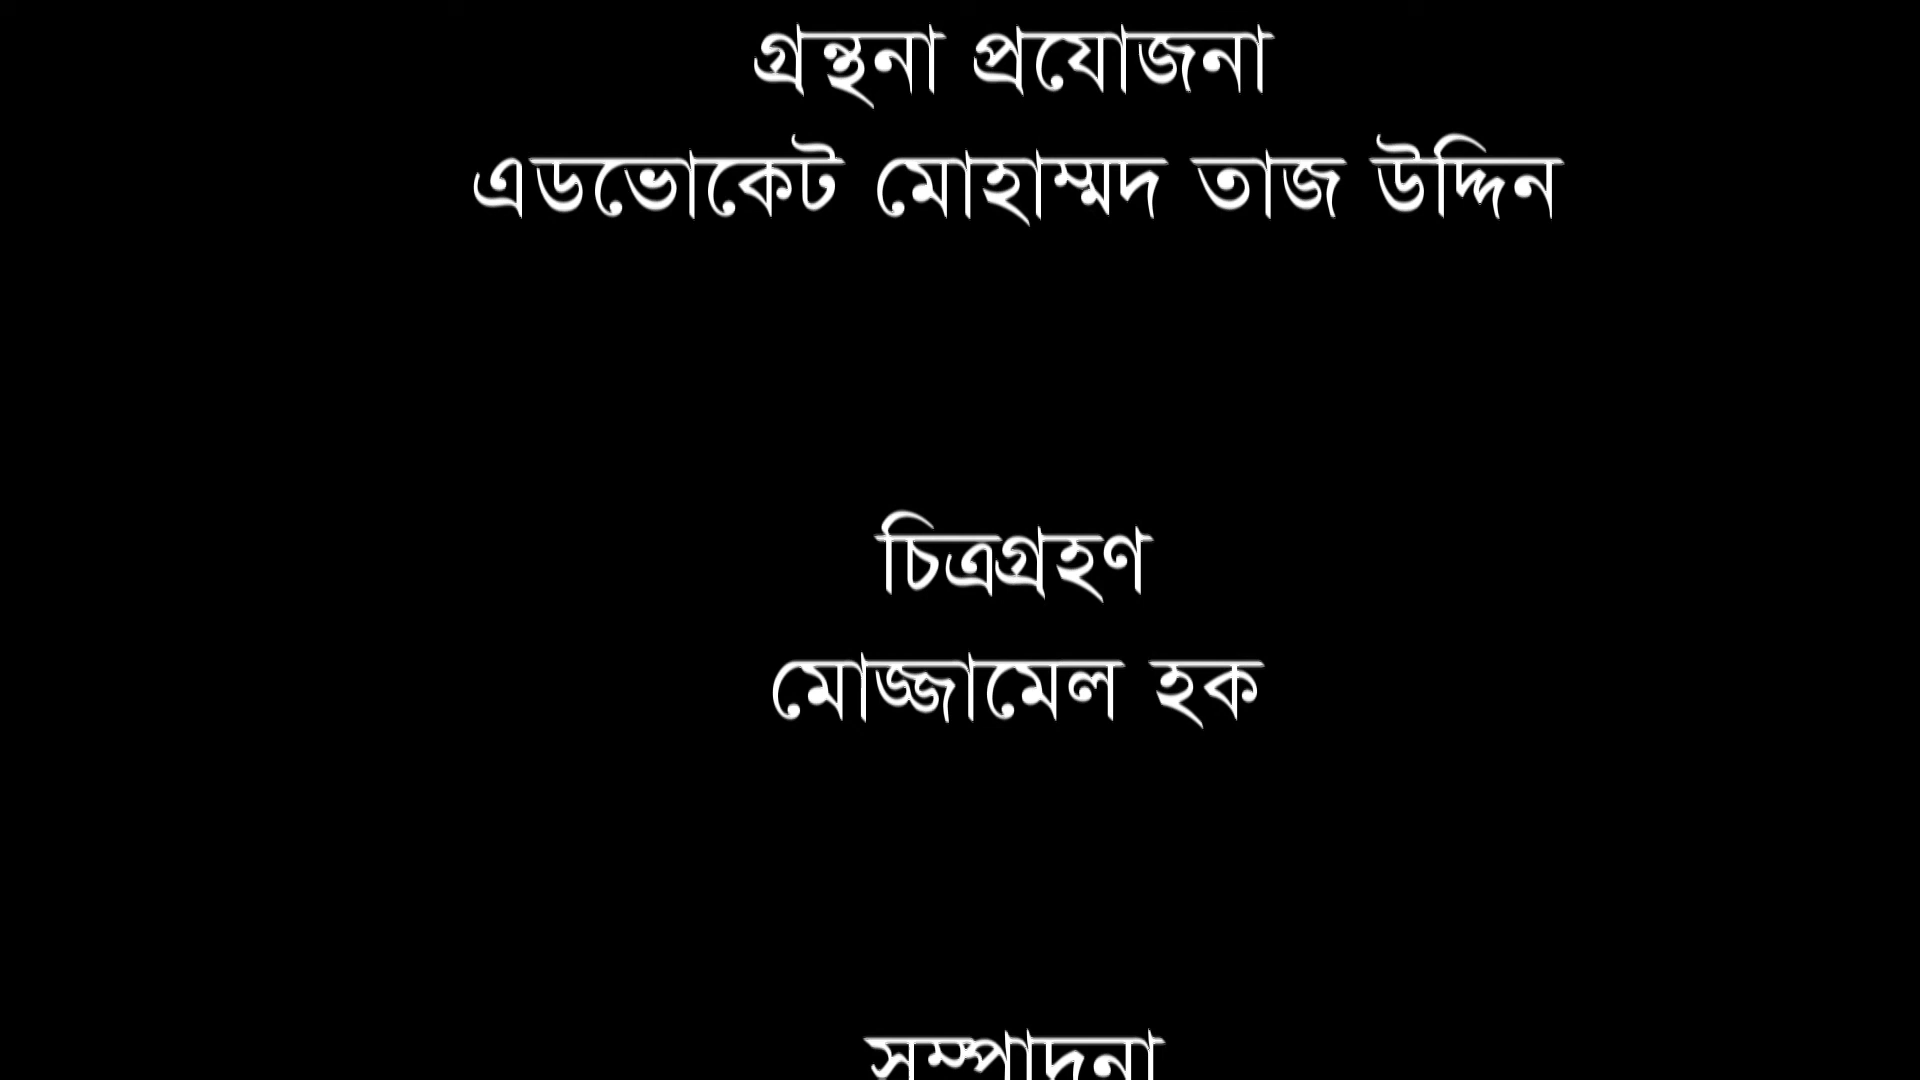 গ্রন্থনা প্রযোজনা
এডভোকেট মোহাম্মদ তাজ উদ্দিন
চিত্রগ্রহণ
মোজ্জামেল হক
সম্পাদনা